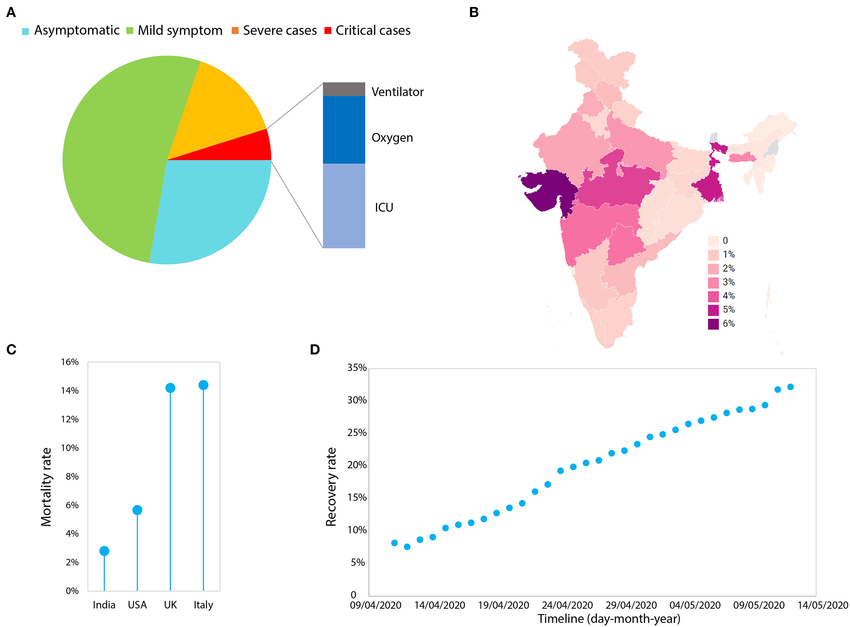 A
Asymptomatic Mild symptom Severe cases Critical cases
Ventilator
Oxygen
ICU
B
0
1%
2%
3%
4%
5%
6%
C
16%
14%
12%
10%
8%
6%
4%
2%
0%
Mortality rate
India USA UK Italy
D
35%
30%
25%
20%
15%
10%
5%
0
Recovery rate
09/04/2020 14/04/2020 19/04/2020 24/04/2020 29/04/2020 04/05/2020 09/05/2020 14/05/2020
Timeline (day-month-year)